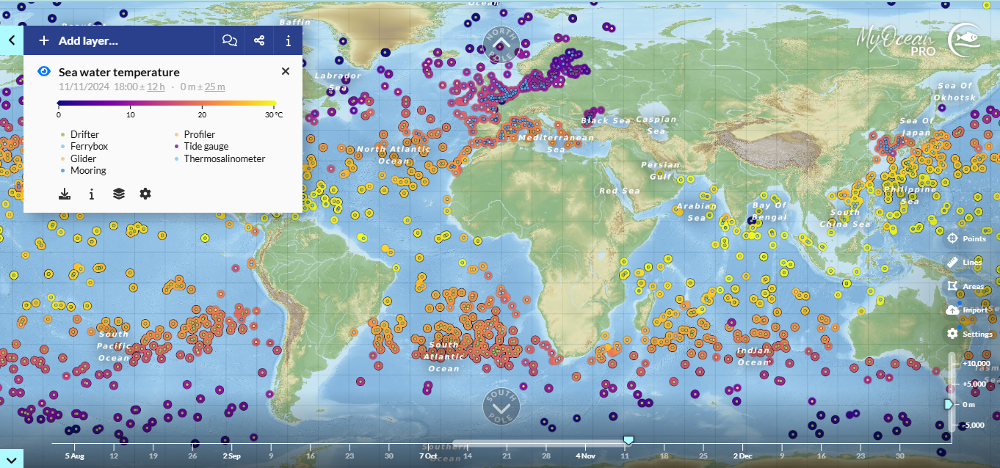 Ocean
Beaufort
Baffin
Add layer...
Sea water temperature
11/11/2024 18:00 ± 12 h · 0 m ± 25 m
0 10 20 30°C
Drifter
Ferrybox
Glider
Mooring
Profiler
Tide gauge
Thermosalinometer
NORTH
POLE
MyOcean
PRO
Labrador
Sea
Sea Of
Okhotsk
Black Sea
Caspian
Sea
Sea Of
Japan
Mediterranean
Sea
North Atlantic
Ocean
Persian
Gulf
Red Sea
Arabian
Sea
Bay Of
Bengal
Philippine
Sea
South
China Sea
Points
Lines
Areas
Import
Settings
South
Pacific
Ocean
South
Atlantic
Ocean
Indian
Ocean
+10,000
+5,000
0 m
-5,000
SOUTH
POLE
Southern
Ocean
5 Aug 12 19 26 2 Sep 9 16 23 30 7 Oct 14 21 28 4 Nov 11 18 25 2 Dec 9 16 23 30